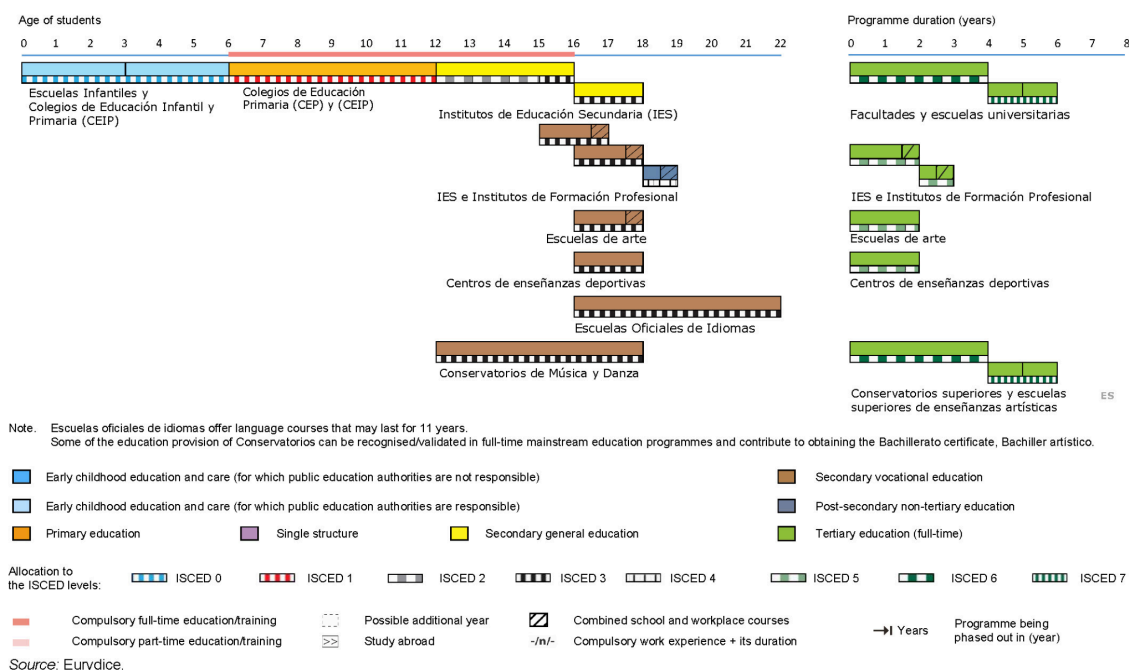 Age of students
Programme duration (years)
0 1 2 3 4 5 6 7 8 9 10 11 12 13 14 15 16 17 18 19 20 21 22
0 1 2 3 4 5 6 7 8
Escuelas Infantiles y
Colegios de Educación Infantil y
Primaria (CEIP)
Colegios de Educación
Primaria (CEP) y (CEIP)
Institutos de Educación Secundaria (IES)
Facultades y escuelas universitarias
IES e Institutos de Formación Profesional
IES e Institutos de Formación Profesional
Escuelas de arte
Escuelas de arte
Centros de enseñanzas deportivas
Centros de enseñanzas deportivas
Escuelas Oficiales de Idiomas
Conservatorios de Música y Danza
Conservatorios superiores y escuelas
superiores de enseñanzas artísticas
ES
Note. Escuelas oficiales de idiomas offer language courses that may last for 11 years.
Some of the education provision of Conservatorios can be recognised/validated in full-time mainstream education programmes and contribute to obtaining the Bachillerato certificate, Bachiller artistico.
Early childhood education and care (for which public education authorities are not responsible)
Secondary vocational education
Early childhood education and care (for which public education authorities are responsible)
Post-secondary non-tertiary education
Primary education
Single structure
Secondary general education
Tertiary education (full-time)
Allocation to
the ISCED levels:
ISCED 0
ISCED 1
ISCED 2
ISCED 3
ISCED 4
ISCED 5
ISCED 6
ISCED 7
Compulsory full-time education/training
Possible additional year
Combined school and workplace courses
Compulsory part-time education/training
>> Study abroad
-/n/- Compulsory work experience + its duration
Years
Programme being
phased out in (year)
Source: Eurydice.